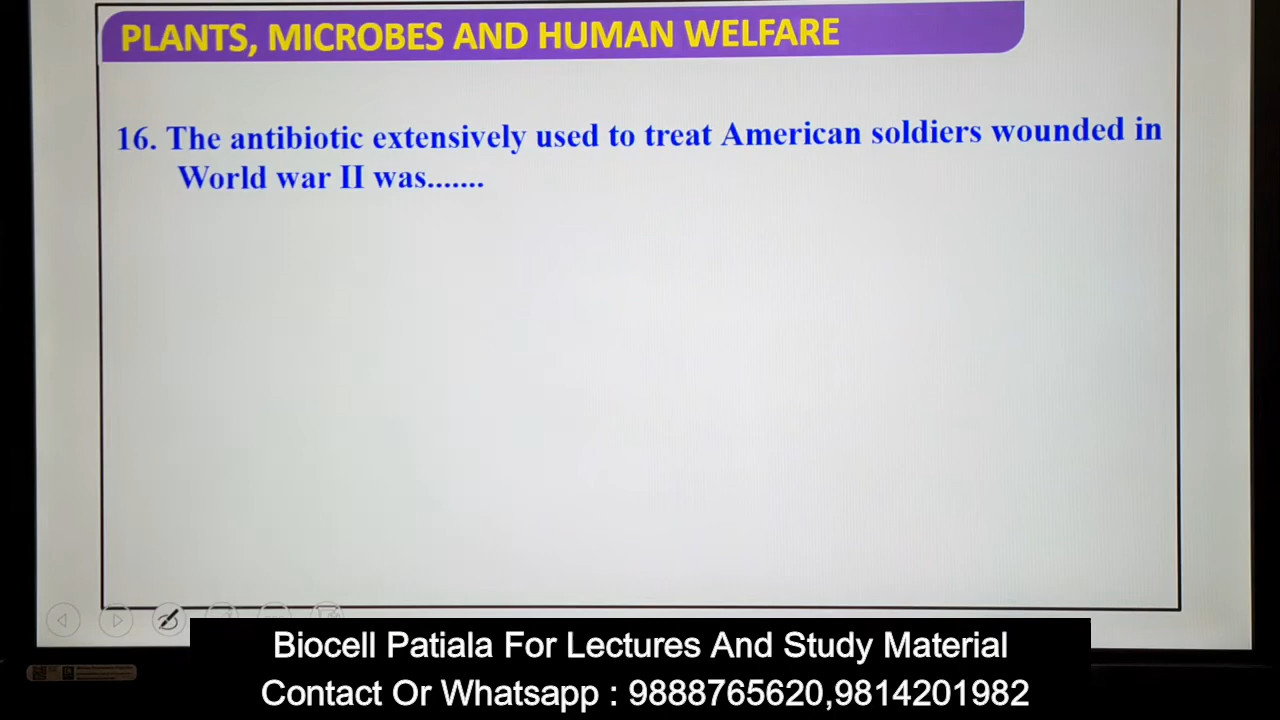 PLANTS, MICROBES AND HUMAN WELFARE
16. The antibiotic extensively used to treat American soldiers wounded in
World war II was.......
Biocell Patiala For Lectures And Study Material
Contact Or Whatsapp : 9888765620,9814201982